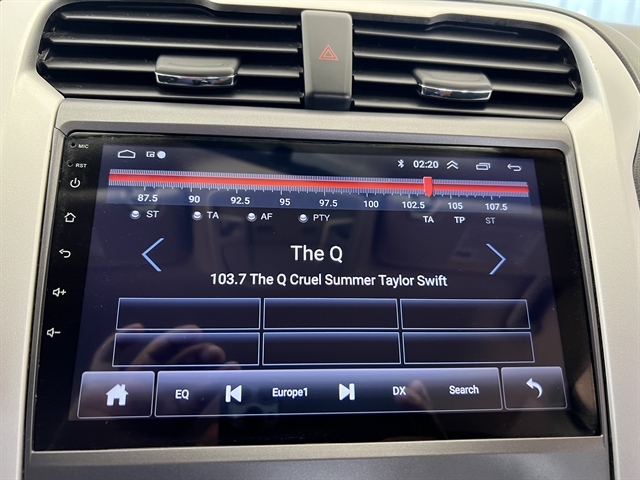 MIC
RST
02:20
87.5 90 92.5 95 97.5 100 102.5 105 107.5
ST TA AF PTY TA TP ST
The Q
103.7 The Q Cruel Summer Taylor Swift
EQ Europe1 DX Search